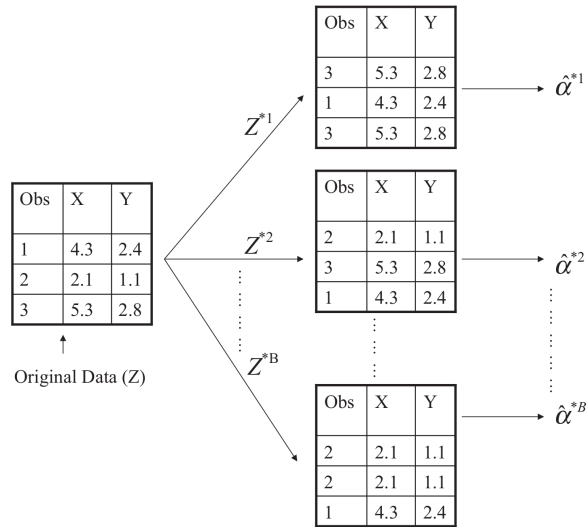 Obs X Y
3 5.3 2.8
1 4.3 2.4
3 5.3 2.8
Z*1
α̂*1
Obs X Y
1 4.3 2.4
2 2.1 1.1
3 5.3 2.8
Original Data (Z)
Z*2
Obs X Y
2 2.1 1.1
3 5.3 2.8
1 4.3 2.4
α̂*2
Z*B
Obs X Y
2 2.1 1.1
2 2.1 1.1
1 4.3 2.4
α̂*B